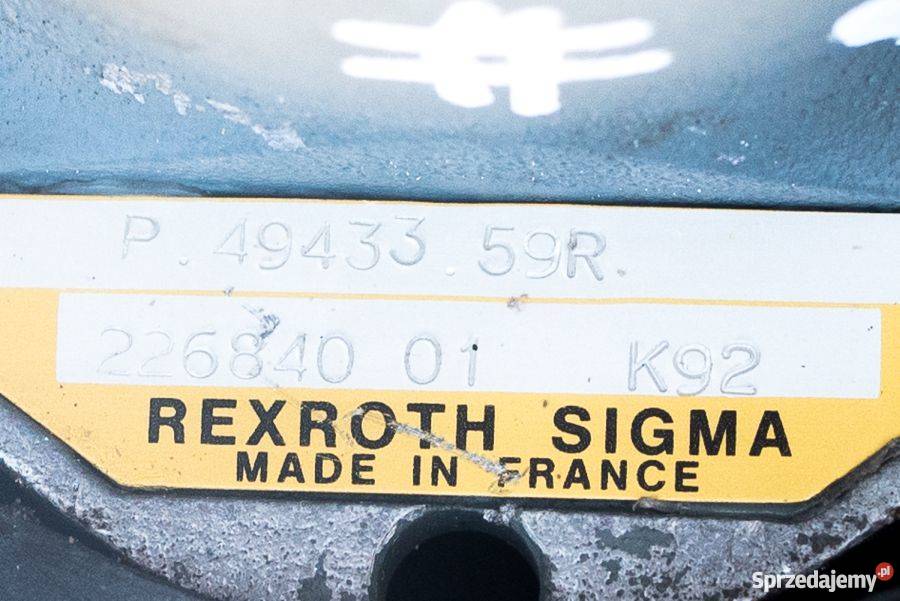 P.49433.59R.
226840 01 K92
REXROTH SIGMA
MADE IN FRANCE
Sprzedajemy.pl